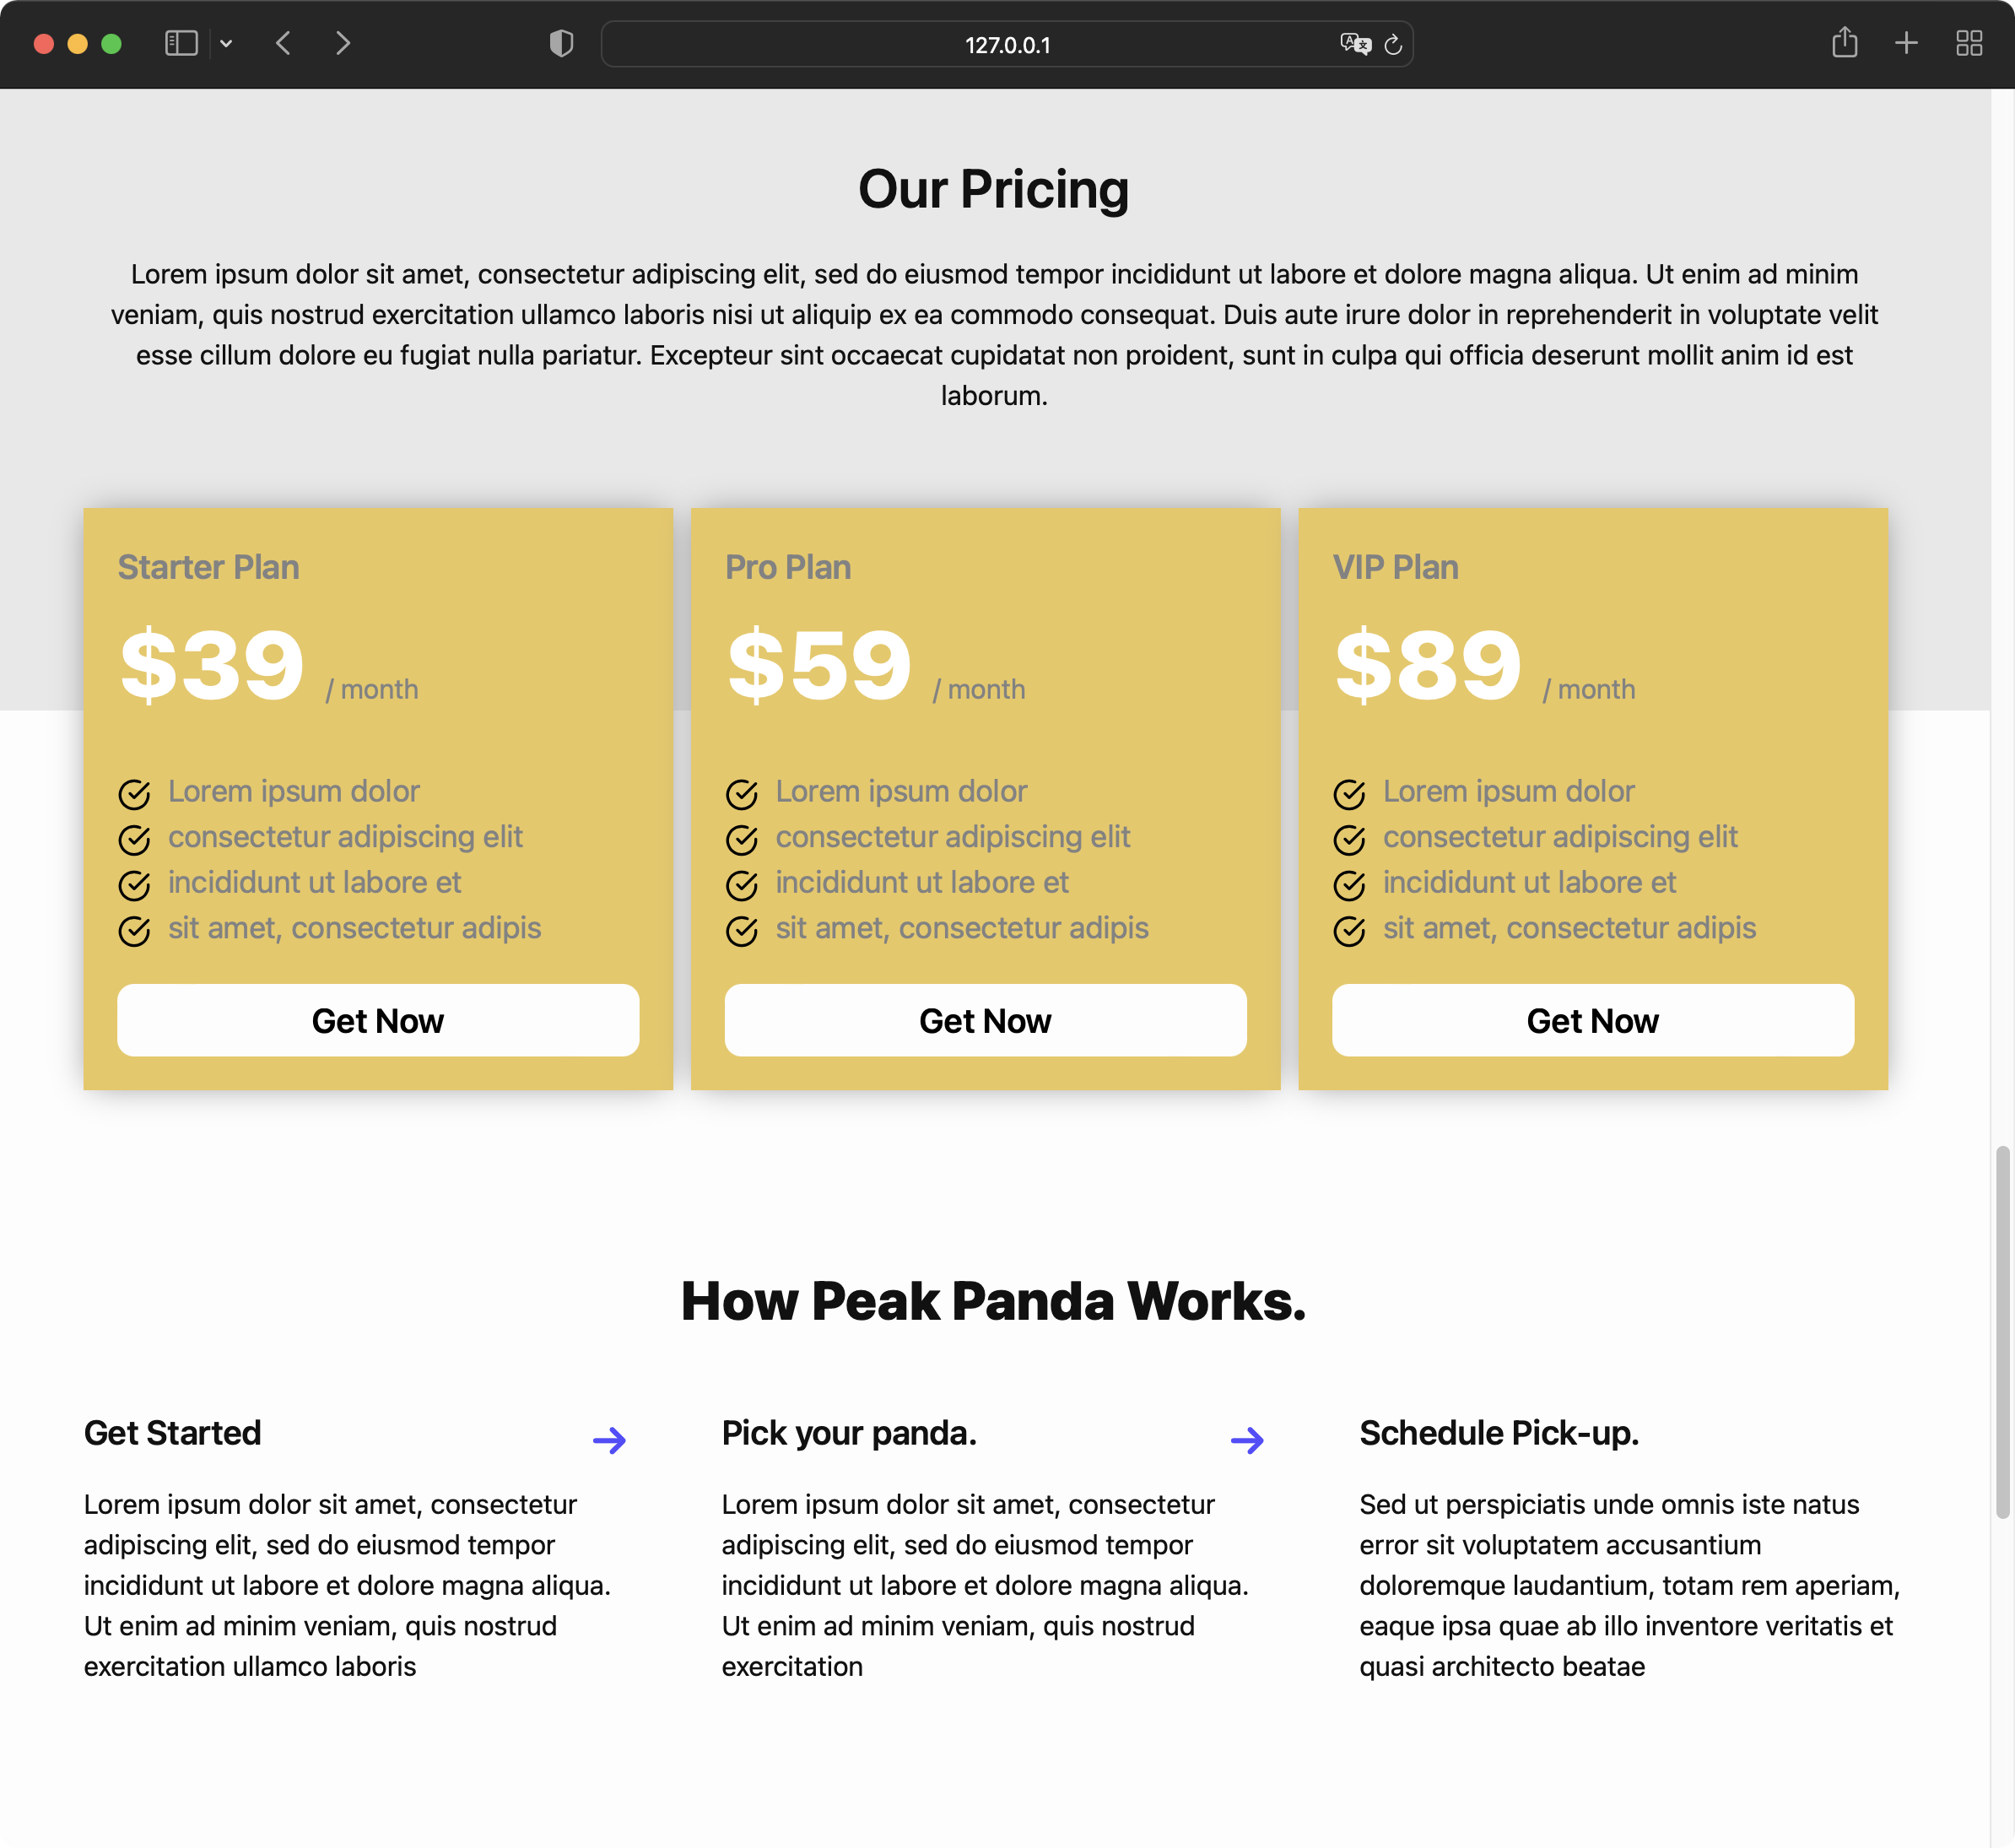 127.0.0.1
Our Pricing
Lorem ipsum dolor sit amet, consectetur adipiscing elit, sed do eiusmod tempor incididunt ut labore et dolore magna aliqua. Ut enim ad minim
veniam, quis nostrud exercitation ullamco laboris nisi ut aliquip ex ea commodo consequat. Duis aute irure dolor in reprehenderit in voluptate velit
esse cillum dolore eu fugiat nulla pariatur. Excepteur sint occaecat cupidatat non proident, sunt in culpa qui officia deserunt mollit anim id est
laborum.
Starter Plan
$39 / month
Lorem ipsum dolor
consectetur adipiscing elit
incididunt ut labore et
sit amet, consectetur adipis
Get Now
Pro Plan
$59 / month
Lorem ipsum dolor
consectetur adipiscing elit
incididunt ut labore et
sit amet, consectetur adipis
Get Now
VIP Plan
$89 / month
Lorem ipsum dolor
consectetur adipiscing elit
incididunt ut labore et
sit amet, consectetur adipis
Get Now
How Peak Panda Works.
Get Started
Lorem ipsum dolor sit amet, consectetur
adipiscing elit, sed do eiusmod tempor
incididunt ut labore et dolore magna aliqua.
Ut enim ad minim veniam, quis nostrud
exercitation ullamco laboris
Pick your panda.
Lorem ipsum dolor sit amet, consectetur
adipiscing elit, sed do eiusmod tempor
incididunt ut labore et dolore magna aliqua.
Ut enim ad minim veniam, quis nostrud
exercitation
Schedule Pick-up.
Sed ut perspiciatis unde omnis iste natus
error sit voluptatem accusantium
doloremque laudantium, totam rem aperiam,
eaque ipsa quae ab illo inventore veritatis et
quasi architecto beatae